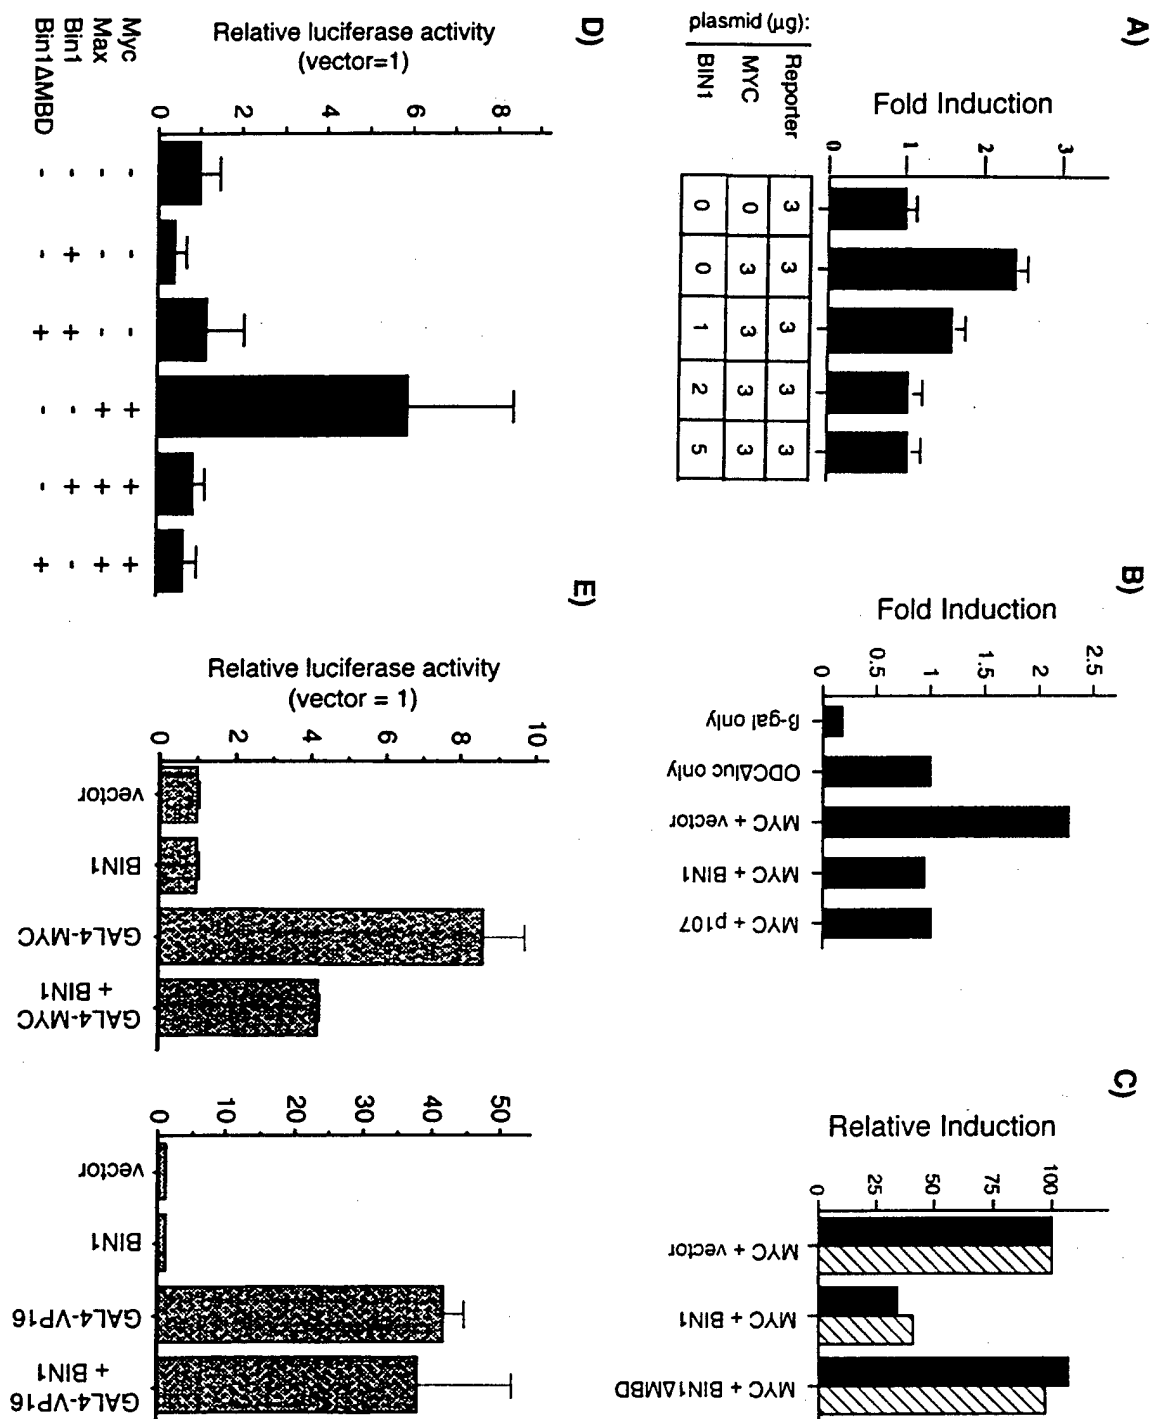 A)
Fold Induction
0 1 2 3
plasmid (µg):
Reporter 3 3 3 3 3
MYC 0 3 3 3 3
BIN1 0 0 1 2 5
B)
Fold Induction
0 0.5 1 1.5 2 2.5
ß-gal only
ODCΔluc only
MYC + vector
MYC + BIN1
MYC + p107
C)
Relative Induction
0 25 50 75 100
MYC + vector
MYC + BIN1
MYC + BIN1ΔMBD
D)
Relative luciferase activity
(vector=1)
0 2 4 6 8
Myc - - - + + +
Max - - - + + +
Bin1 - + + - + -
Bin1ΔMBD - - + - - +
E)
Relative luciferase activity
(vector = 1)
0 2 4 6 8 10
vector
BIN1
GAL4-MYC
GAL4-MYC
+ BIN1
0 10 20 30 40 50
vector
BIN1
GAL4-VP16
GAL4-VP16
+ BIN1